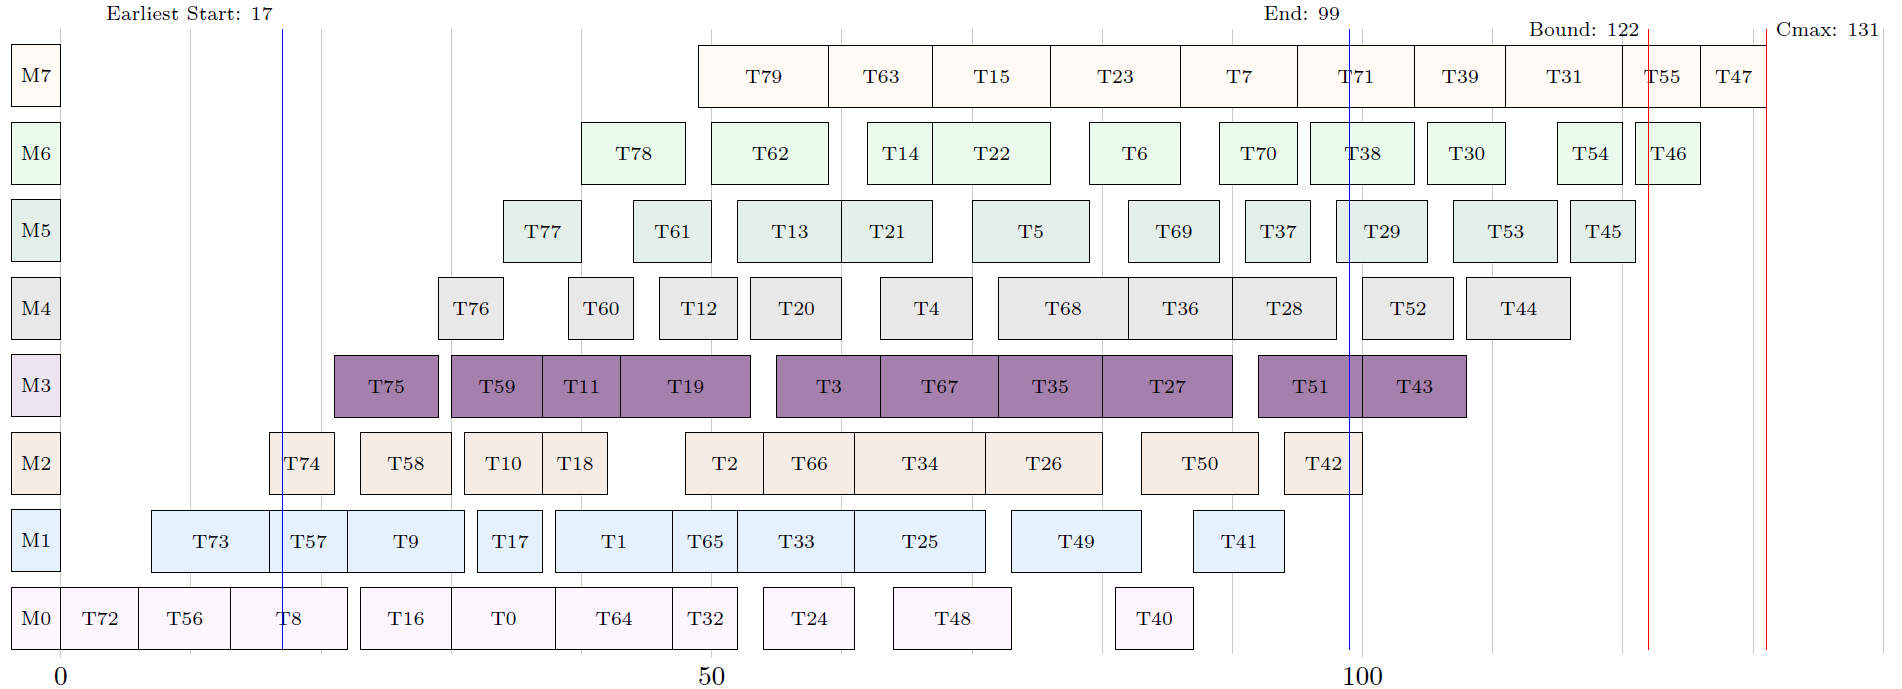 Earliest Start: 17
End: 99
Bound: 122
Cmax: 131
M7 T79 T63 T15 T23 T7 T71 T39 T31 T55 T47
M6 T78 T62 T14 T22 T6 T70 T38 T30 T54 T46
M5 T77 T61 T13 T21 T5 T69 T37 T29 T53 T45
M4 T76 T60 T12 T20 T4 T68 T36 T28 T52 T44
M3 T75 T59 T11 T19 T3 T67 T35 T27 T51 T43
M2 T74 T58 T10 T18 T2 T66 T34 T26 T50 T42
M1 T73 T57 T9 T17 T1 T65 T33 T25 T49 T41
M0 T72 T56 T8 T16 T0 T64 T32 T24 T48 T40
0 50 100